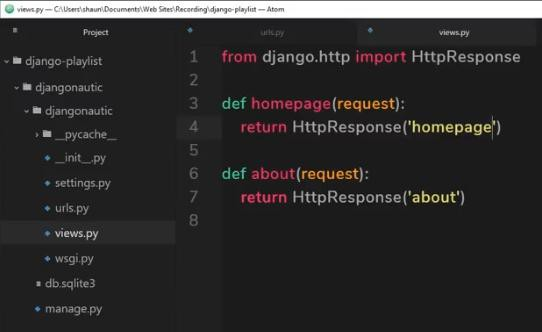 views.py — C:\Users\shaun\Documents\Web Sites\Recording\django-playlist — Atom
Project
urls.py
views.py
django-playlist
djangonautic
djangonautic
__pycache__
__init__.py
settings.py
urls.py
views.py
wsgi.py
db.sqlite3
manage.py
1 from django.http import HttpResponse
2
3 def homepage(request):
4 return HttpResponse('homepage')
5
6 def about(request):
7 return HttpResponse('about')
8